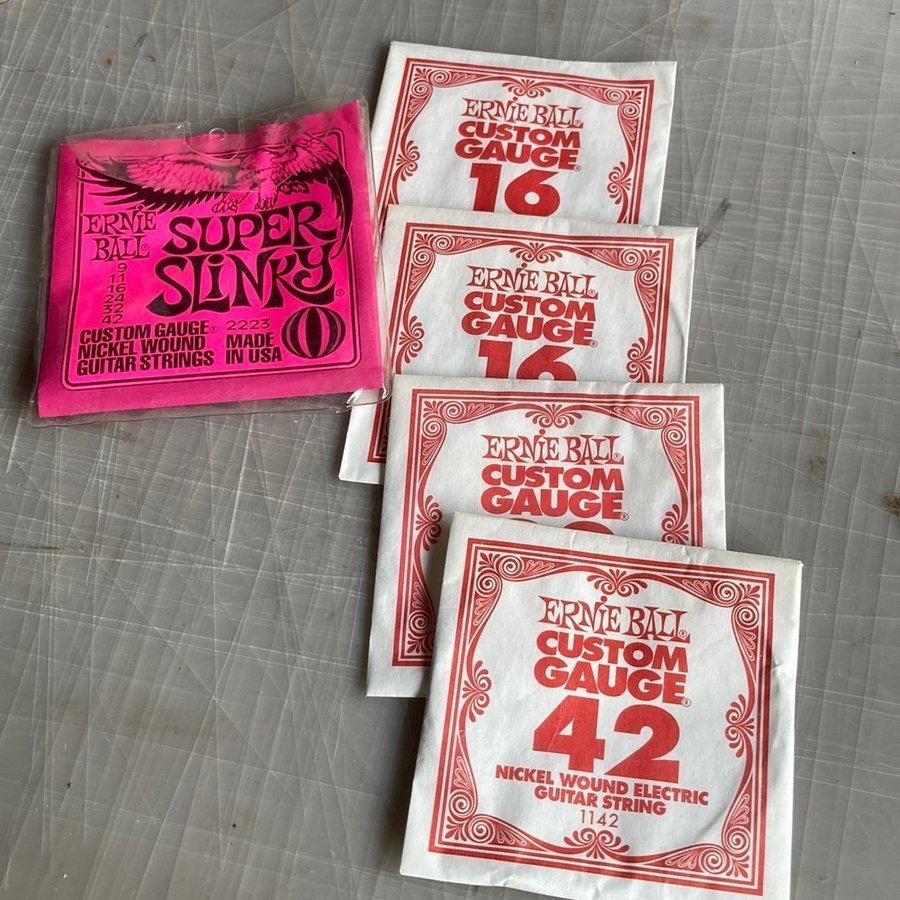 ERNIE BALL®
SUPER
SLINKY®
9
11
16
24
32
42
CUSTOM GAUGE®
NICKEL WOUND
GUITAR STRINGS
2223
MADE
IN USA
ERNIE BALL®
CUSTOM
GAUGE®
16
ERNIE BALL®
CUSTOM
GAUGE®
16
ERNIE BALL®
CUSTOM
GAUGE®
ERNIE BALL®
CUSTOM
GAUGE®
42
NICKEL WOUND ELECTRIC
GUITAR STRING
1142